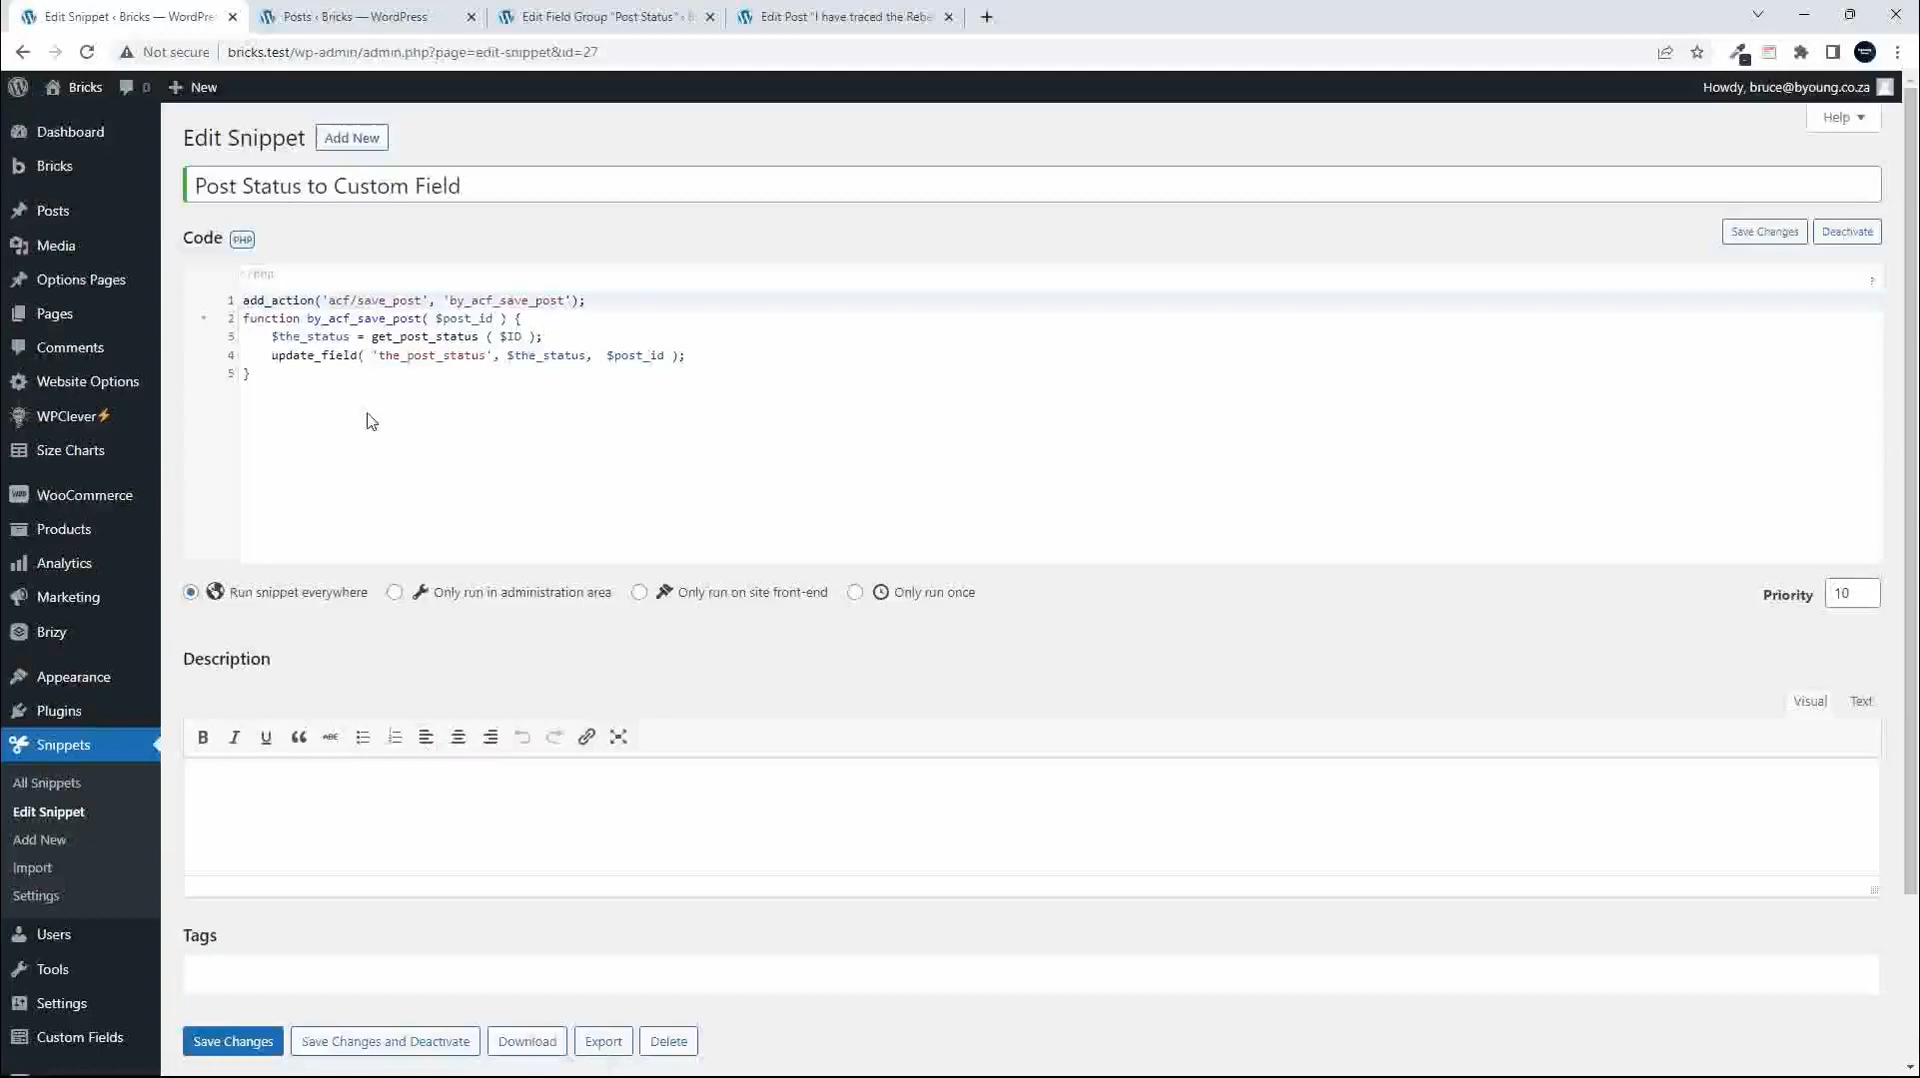 Edit Snippet ‹ Bricks — WordPre
Posts ‹ Bricks — WordPress
Edit Field Group "Post Status" ‹ B
Edit Post "I have traced the Rebe
Not secure
bricks.test/wp-admin/admin.php?page=edit-snippet&id=27
Bricks
0
New
Howdy, bruce@byoung.co.za
Dashboard
Bricks
Posts
Media
Options Pages
Pages
Comments
Website Options
WPClever⚡
Size Charts
WooCommerce
Products
Analytics
Marketing
Brizy
Appearance
Plugins
Snippets
All Snippets
Edit Snippet
Add New
Import
Settings
Users
Tools
Settings
Custom Fields
Edit Snippet
Add New
Help
Post Status to Custom Field
Code
PHP
Save Changes
Deactivate
?
1 add_action('acf/save_post', 'by_acf_save_post');
2 function by_acf_save_post( $post_id ) {
3 $the_status = get_post_status ( $ID );
4 update_field( 'the_post_status', $the_status, $post_id );
5 }
Run snippet everywhere
Only run in administration area
Only run on site front-end
Only run once
Priority
10
Description
Visual
Text
B I U ABE
Tags
Save Changes
Save Changes and Deactivate
Download
Export
Delete